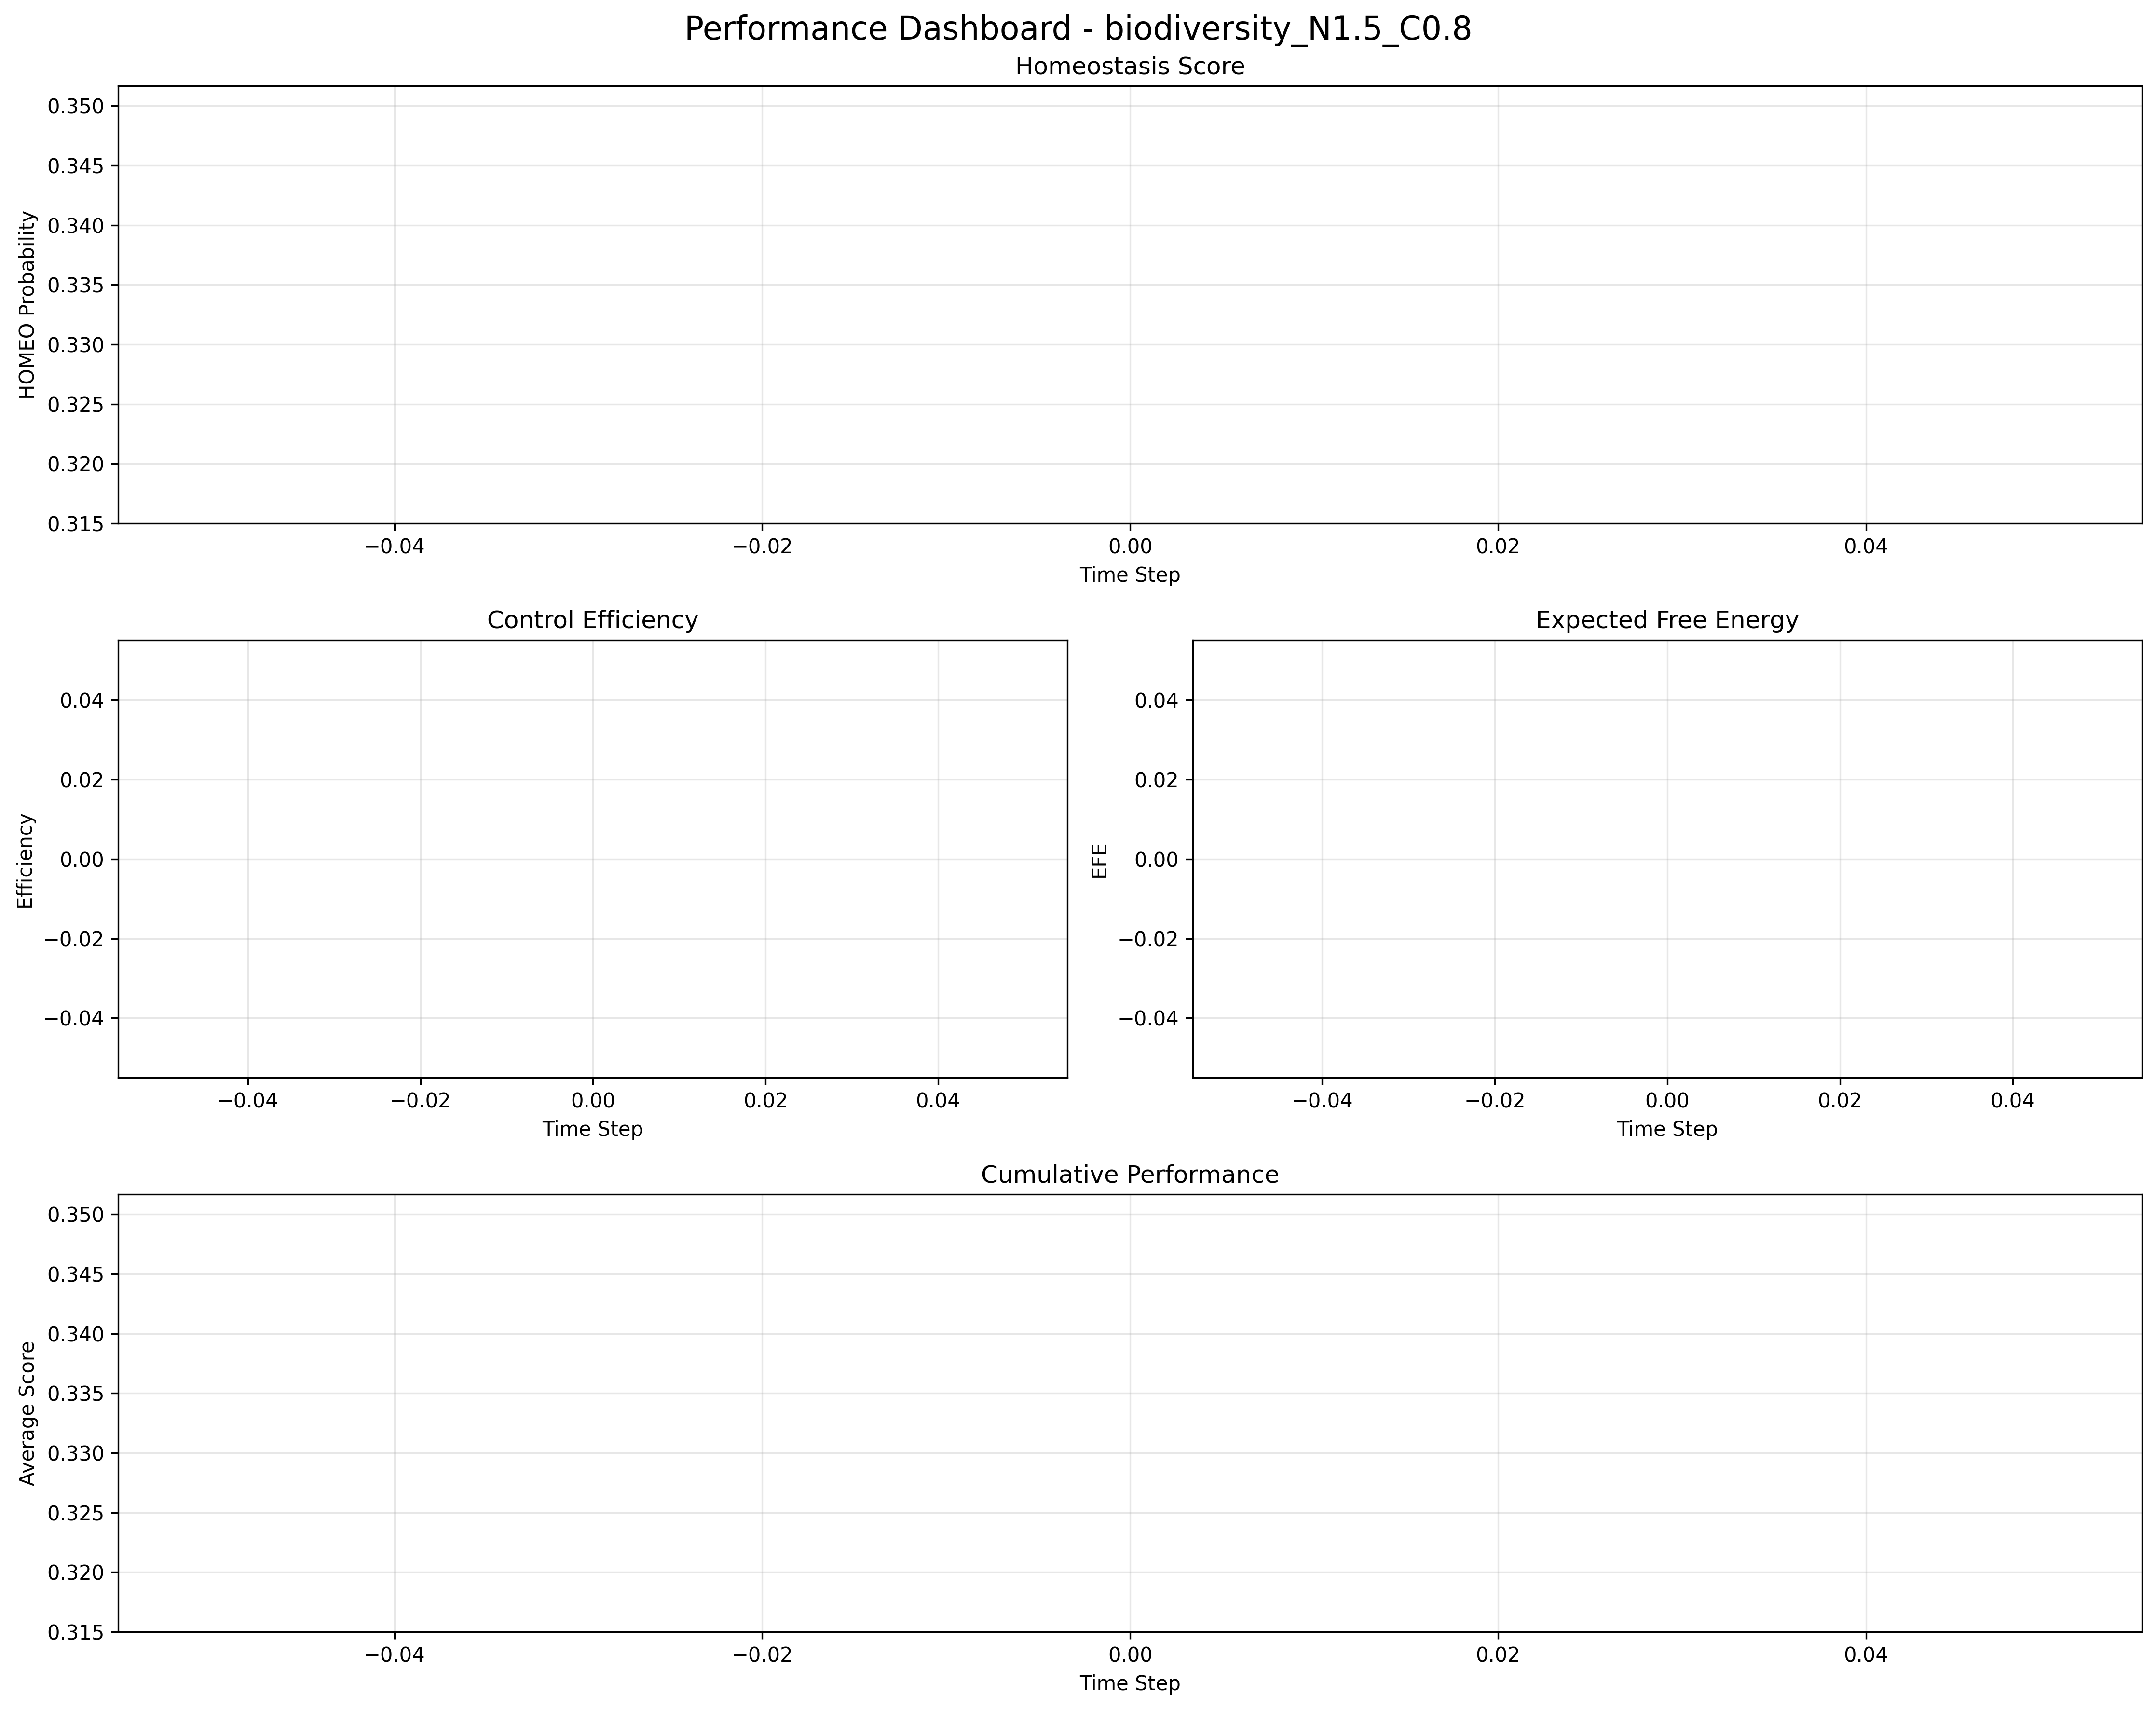 Performance Dashboard - biodiversity_N1.5_C0.8
Homeostasis Score
HOMEO Probability
0.350
0.345
0.340
0.335
0.330
0.325
0.320
0.315
−0.04 −0.02 0.00 0.02 0.04
Time Step
Control Efficiency
Efficiency
0.04
0.02
0.00
−0.02
−0.04
−0.04 −0.02 0.00 0.02 0.04
Time Step
Expected Free Energy
EFE
0.04
0.02
0.00
−0.02
−0.04
−0.04 −0.02 0.00 0.02 0.04
Time Step
Cumulative Performance
Average Score
0.350
0.345
0.340
0.335
0.330
0.325
0.320
0.315
−0.04 −0.02 0.00 0.02 0.04
Time Step